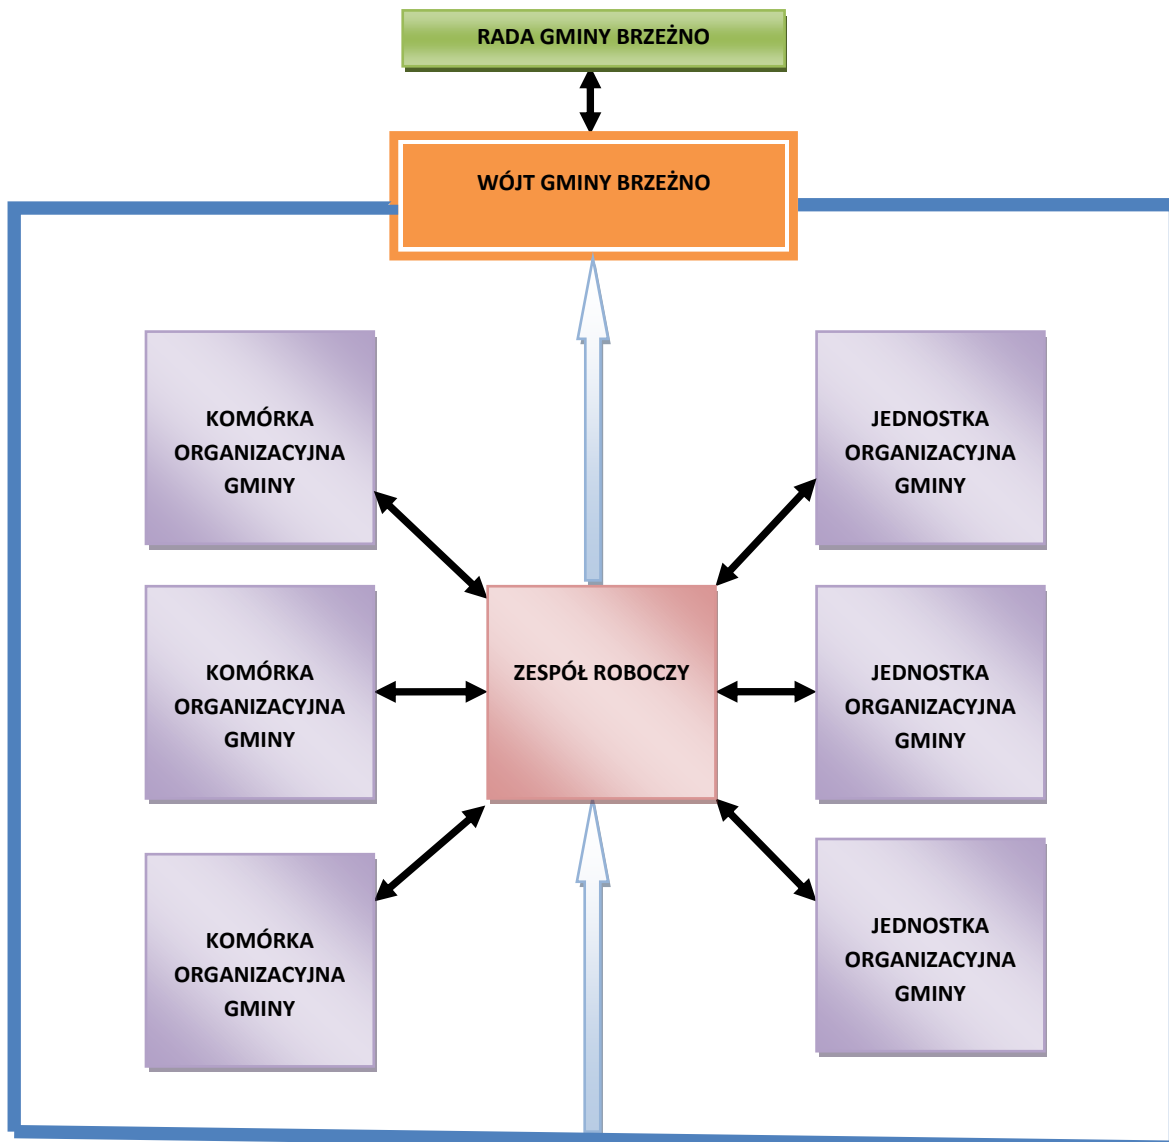 RADA GMINY BRZEŻNO
WÓJT GMINY BRZEŻNO
KOMÓRKA
ORGANIZACYJNA
GMINY
JEDNOSTKA
ORGANIZACYJNA
GMINY
KOMÓRKA
ORGANIZACYJNA
GMINY
ZESPÓŁ ROBOCZY
JEDNOSTKA
ORGANIZACYJNA
GMINY
KOMÓRKA
ORGANIZACYJNA
GMINY
JEDNOSTKA
ORGANIZACYJNA
GMINY